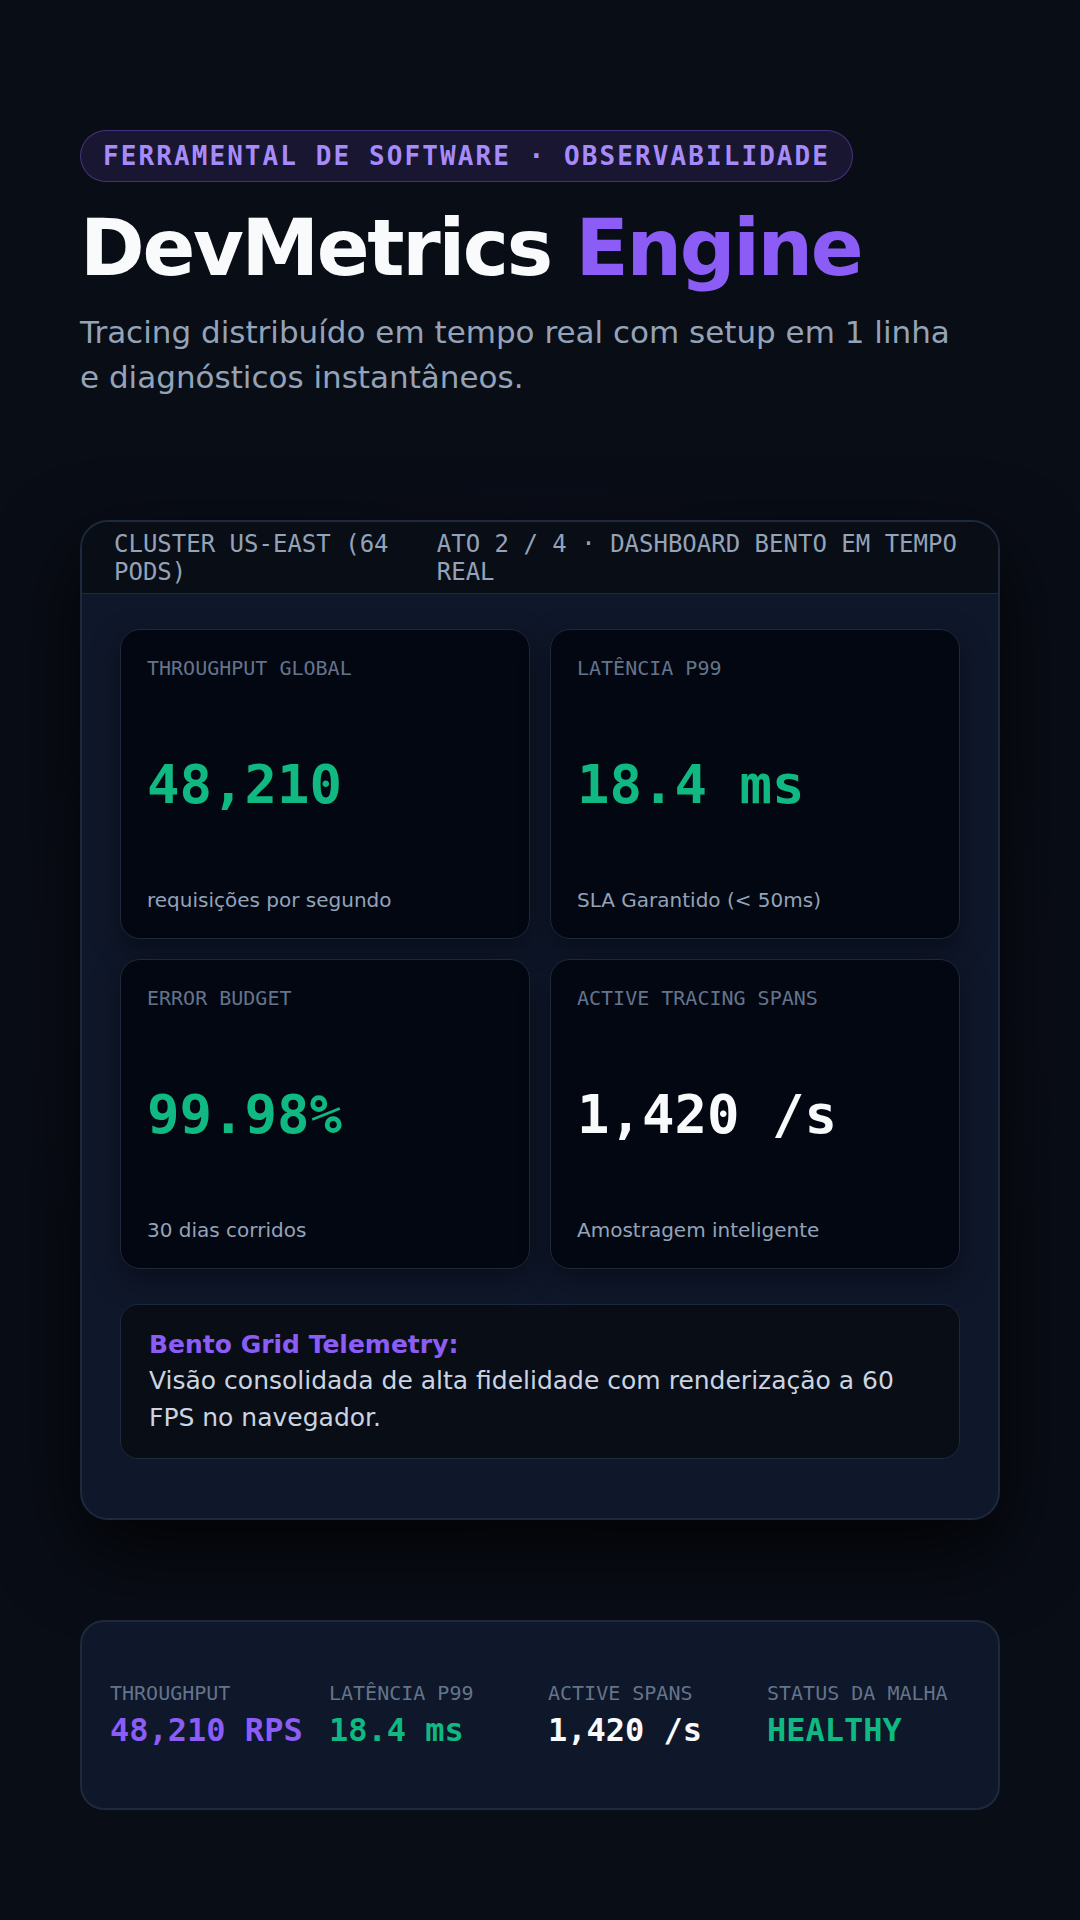 FERRAMENTAL DE SOFTWARE · OBSERVABILIDADE
DevMetrics Engine
Tracing distribuído em tempo real com setup em 1 linha
e diagnósticos instantâneos.
CLUSTER US-EAST (64
PODS)
ATO 2 / 4 · DASHBOARD BENTO EM TEMPO
REAL
THROUGHPUT GLOBAL
48,210
requisições por segundo
LATÊNCIA P99
18.4 ms
SLA Garantido (< 50ms)
ERROR BUDGET
99.98%
30 dias corridos
ACTIVE TRACING SPANS
1,420 /s
Amostragem inteligente
Bento Grid Telemetry:
Visão consolidada de alta fidelidade com renderização a 60
FPS no navegador.
THROUGHPUT
48,210 RPS
LATÊNCIA P99
18.4 ms
ACTIVE SPANS
1,420 /s
STATUS DA MALHA
HEALTHY